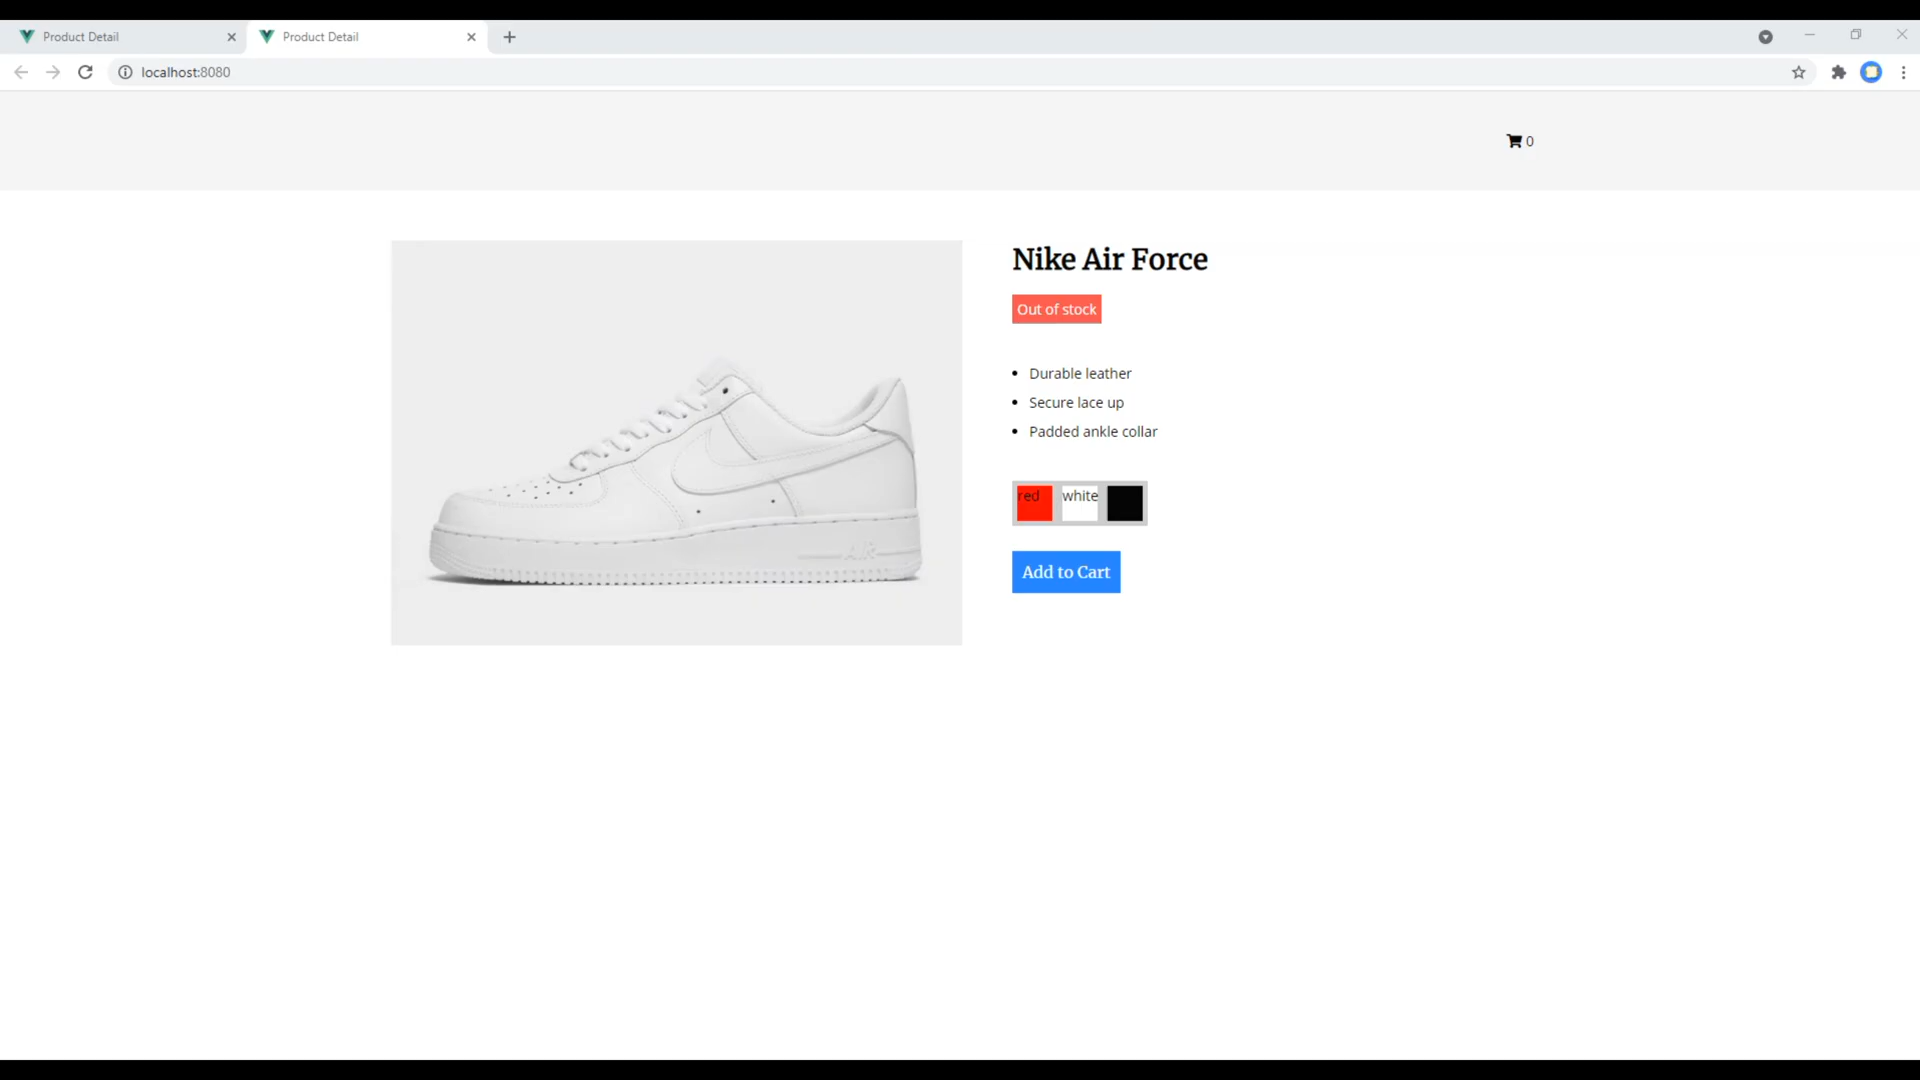 Product Detail
Product Detail
localhost:8080
0
Nike Air Force
Out of stock
Durable leather
Secure lace up
Padded ankle collar
red white
Add to Cart
AIR